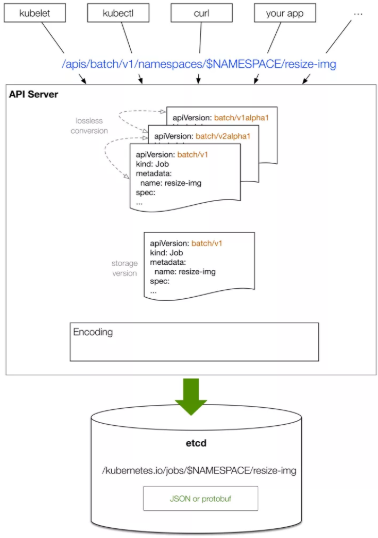 kubelet
kubectl
curl
your app
...
/apis/batch/v1/namespaces/$NAMESPACE/resize-img
API Server
lossless
conversion
apiVersion: batch/v1alpha1
apiVersion: batch/v2alpha1
apiVersion: batch/v1
kind: Job
metadata:
name: resize-img
spec:
...
storage
version
apiVersion: batch/v1
kind: Job
metadata:
name: resize-img
spec:
...
Encoding
etcd
/kubernetes.io/jobs/$NAMESPACE/resize-img
JSON or protobuf